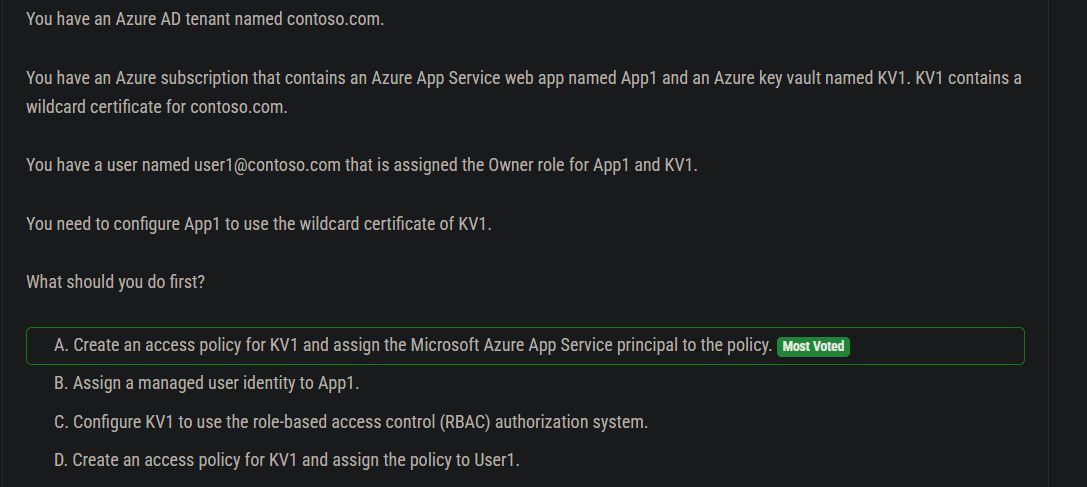 You have an Azure AD tenant named contoso.com.
You have an Azure subscription that contains an Azure App Service web app named App1 and an Azure key vault named KV1. KV1 contains a
wildcard certificate for contoso.com.
You have a user named user1@contoso.com that is assigned the Owner role for App1 and KV1.
You need to configure App1 to use the wildcard certificate of KV1.
What should you do first?
A. Create an access policy for KV1 and assign the Microsoft Azure App Service principal to the policy. Most Voted
B. Assign a managed user identity to App1.
C. Configure KV1 to use the role-based access control (RBAC) authorization system.
D. Create an access policy for KV1 and assign the policy to User1.